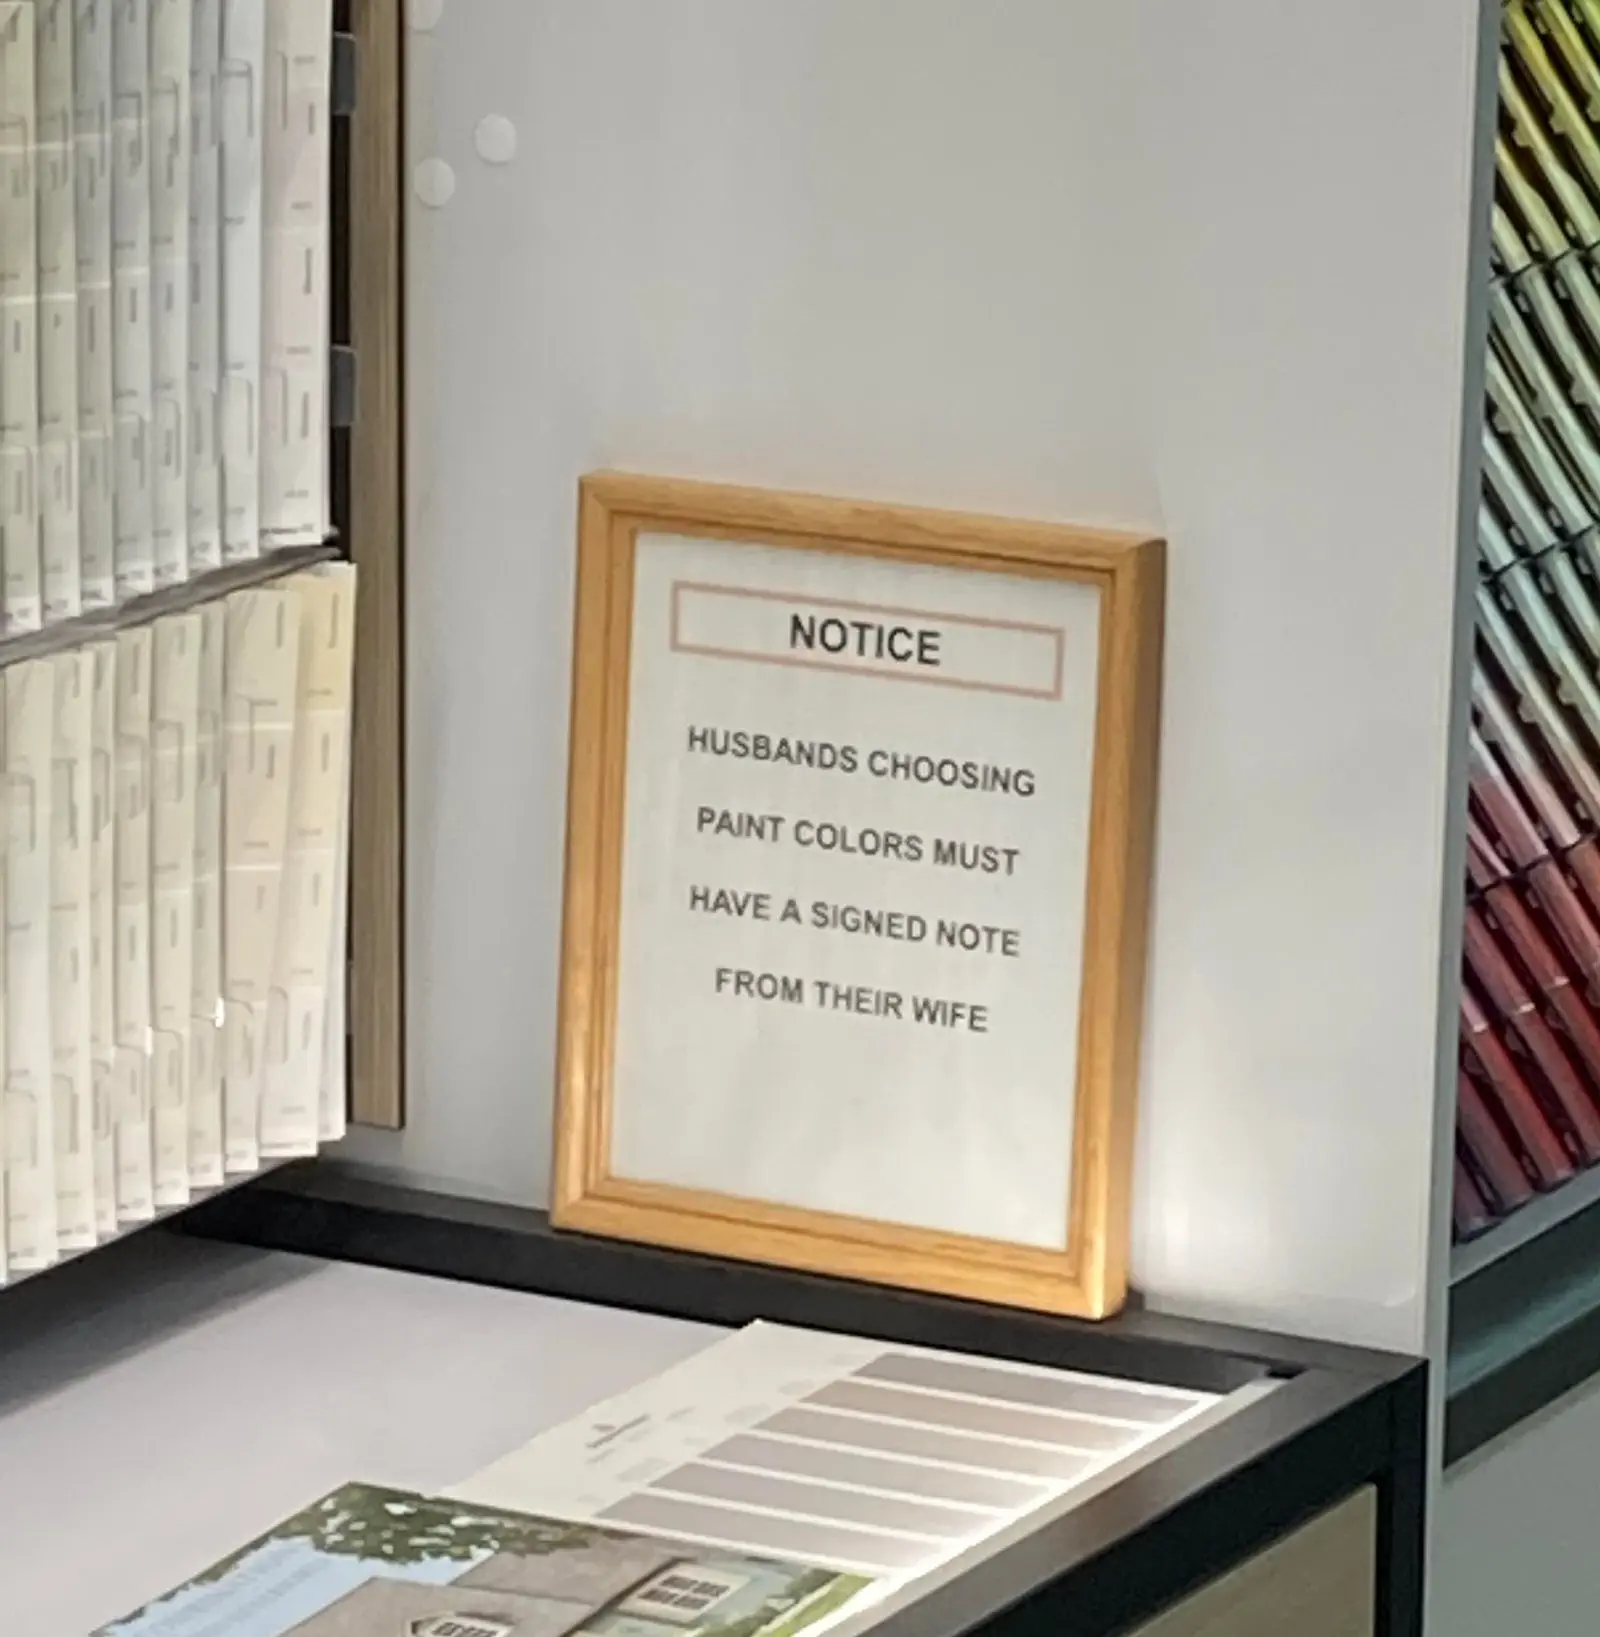 NOTICE
HUSBANDS CHOOSING
PAINT COLORS MUST
HAVE A SIGNED NOTE
FROM THEIR WIFE